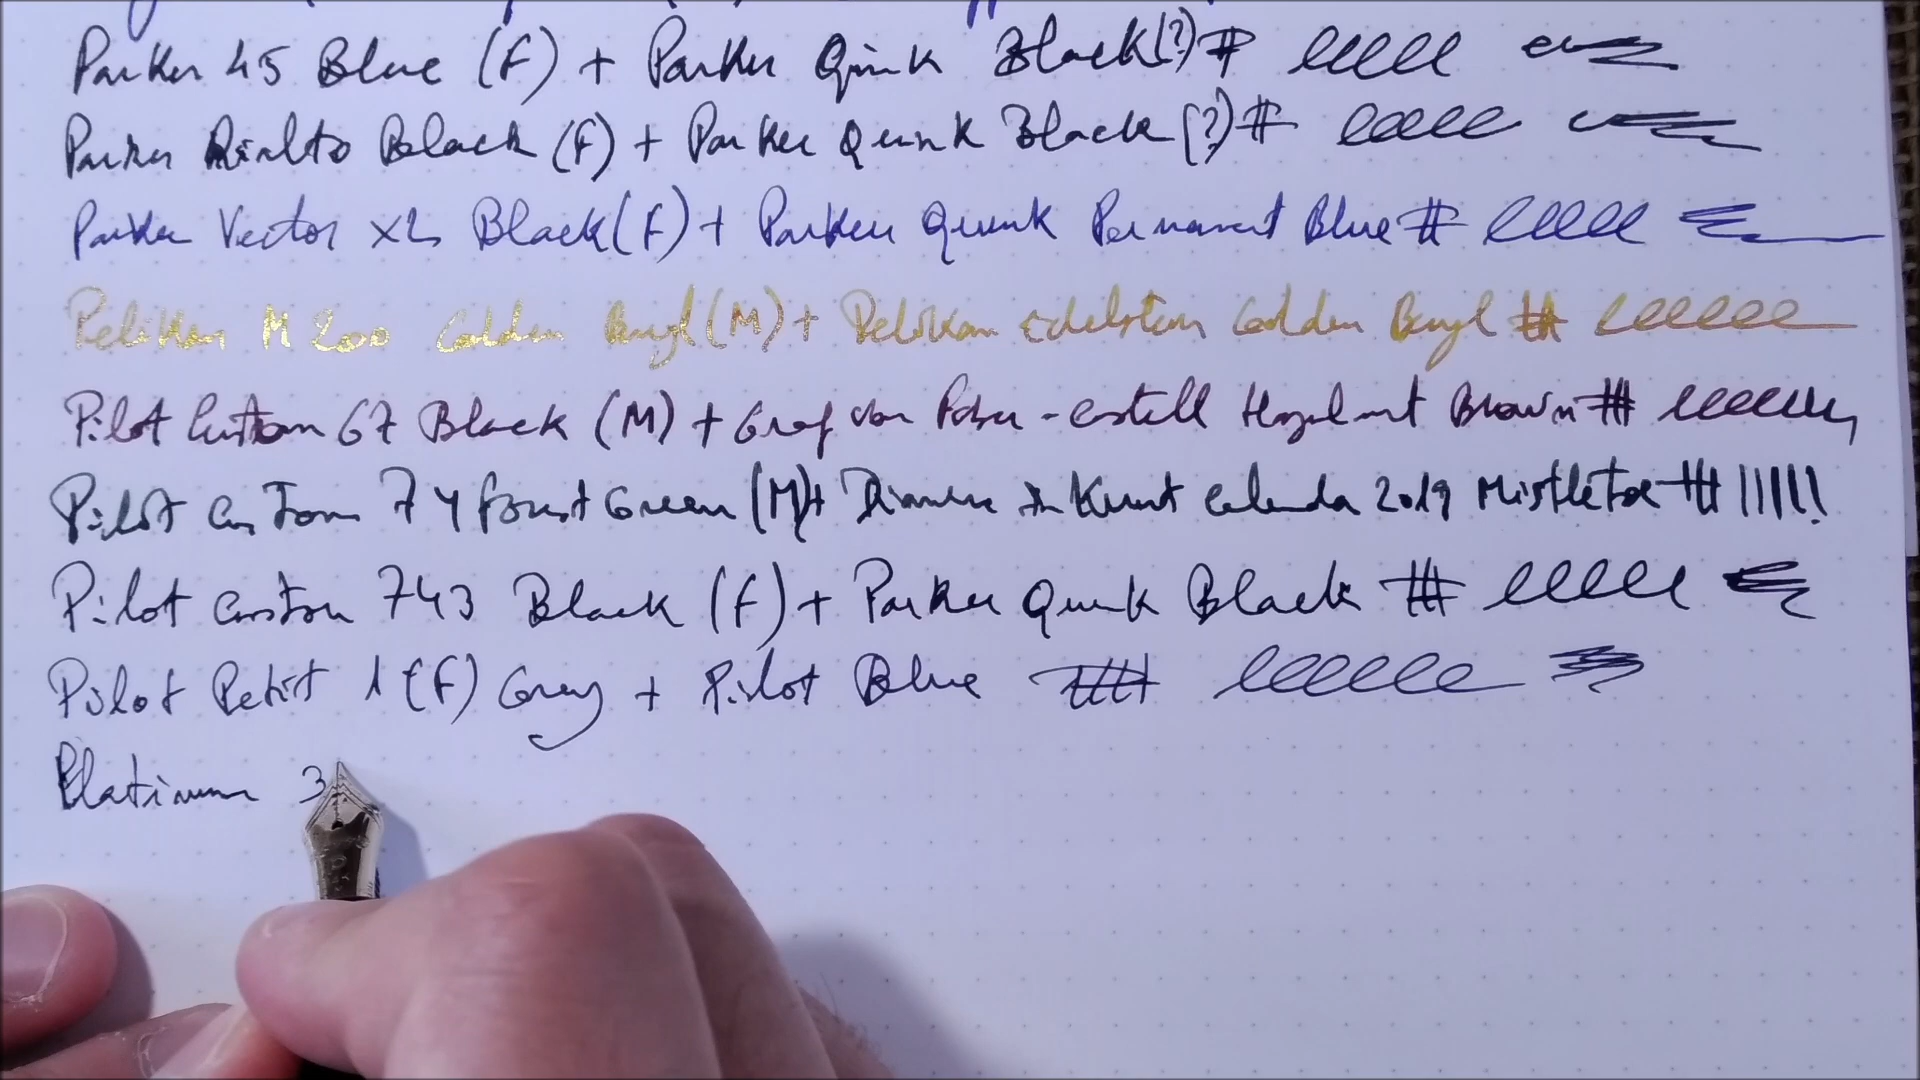 Parker 45 Blue (F) + Parker Quink Black(?) #
Parker Rialto Black (F) + Parker Quink Black (?) #
Parker Vector x2 Black (F) + Parker Quink Permanent Blue #
Pelikan M200 Golden Beryl (M) + Pelikan Edelstein Golden Beryl #
Pilot Custom 67 Black (M) + Graf von Faber-Castell Hazelnut Brown #
Pilot Custom 74 Forest Green (M) + Diamine Inkvent Calendar 2019 Mistletoe #
Pilot Custom 743 Black (F) + Parker Quink Black #
Pilot Petit 1 (F) Grey + Pilot Blue #
Platinum 3